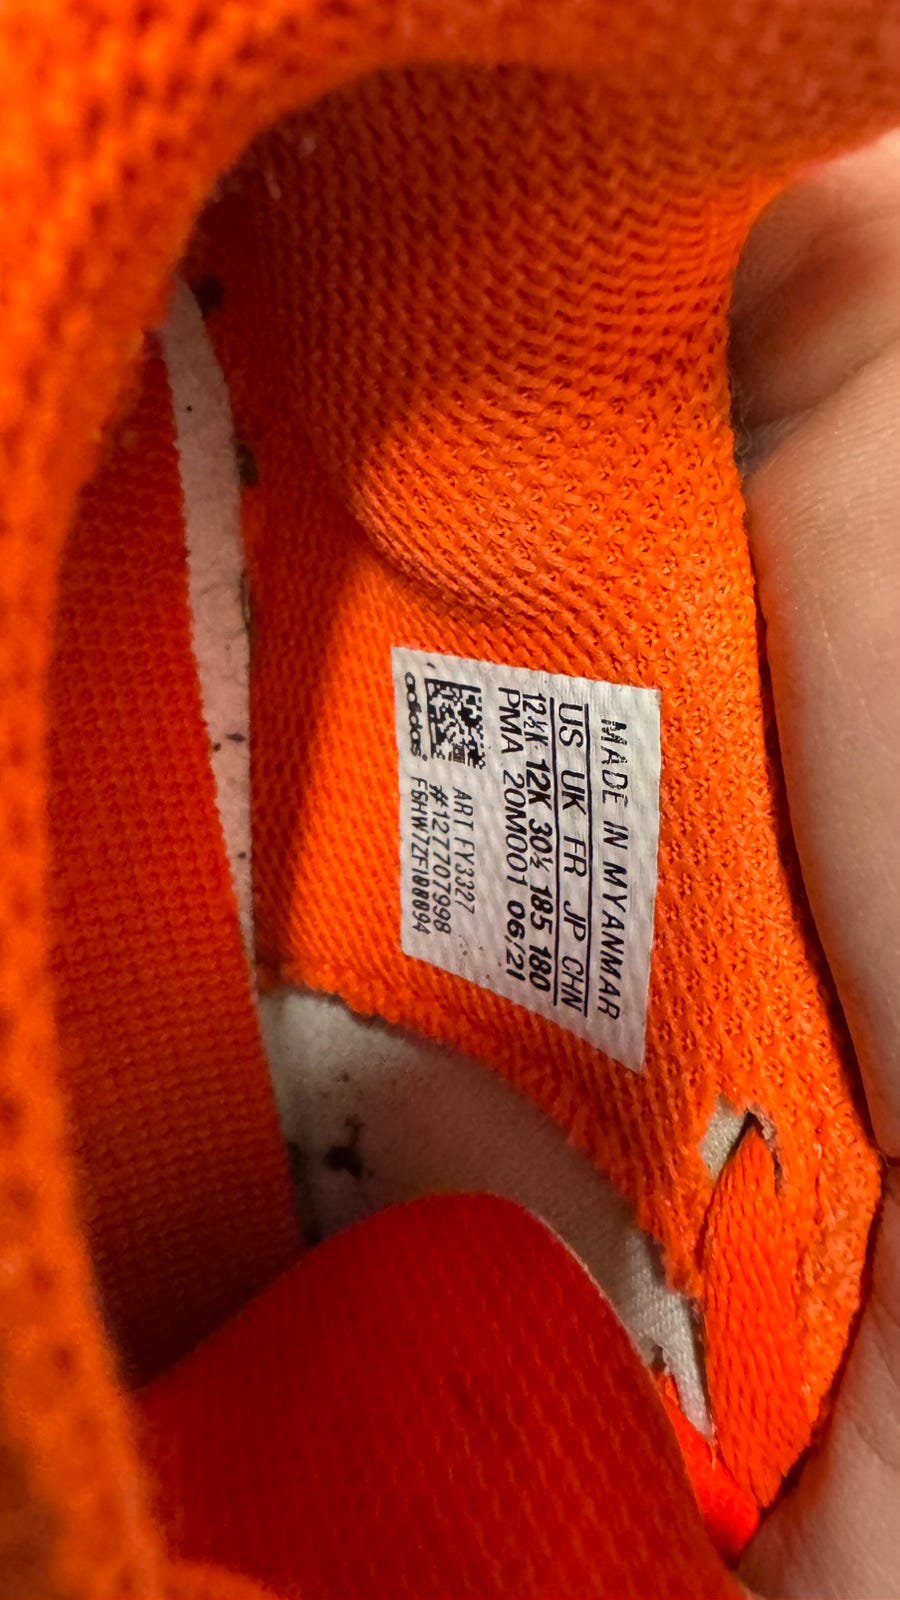 MADE IN MYANMAR
US UK FR JP CHN
12½K 12K 30½ 185 180
PMA 20M001 06/21
ART FY3327
#127707998
adidas